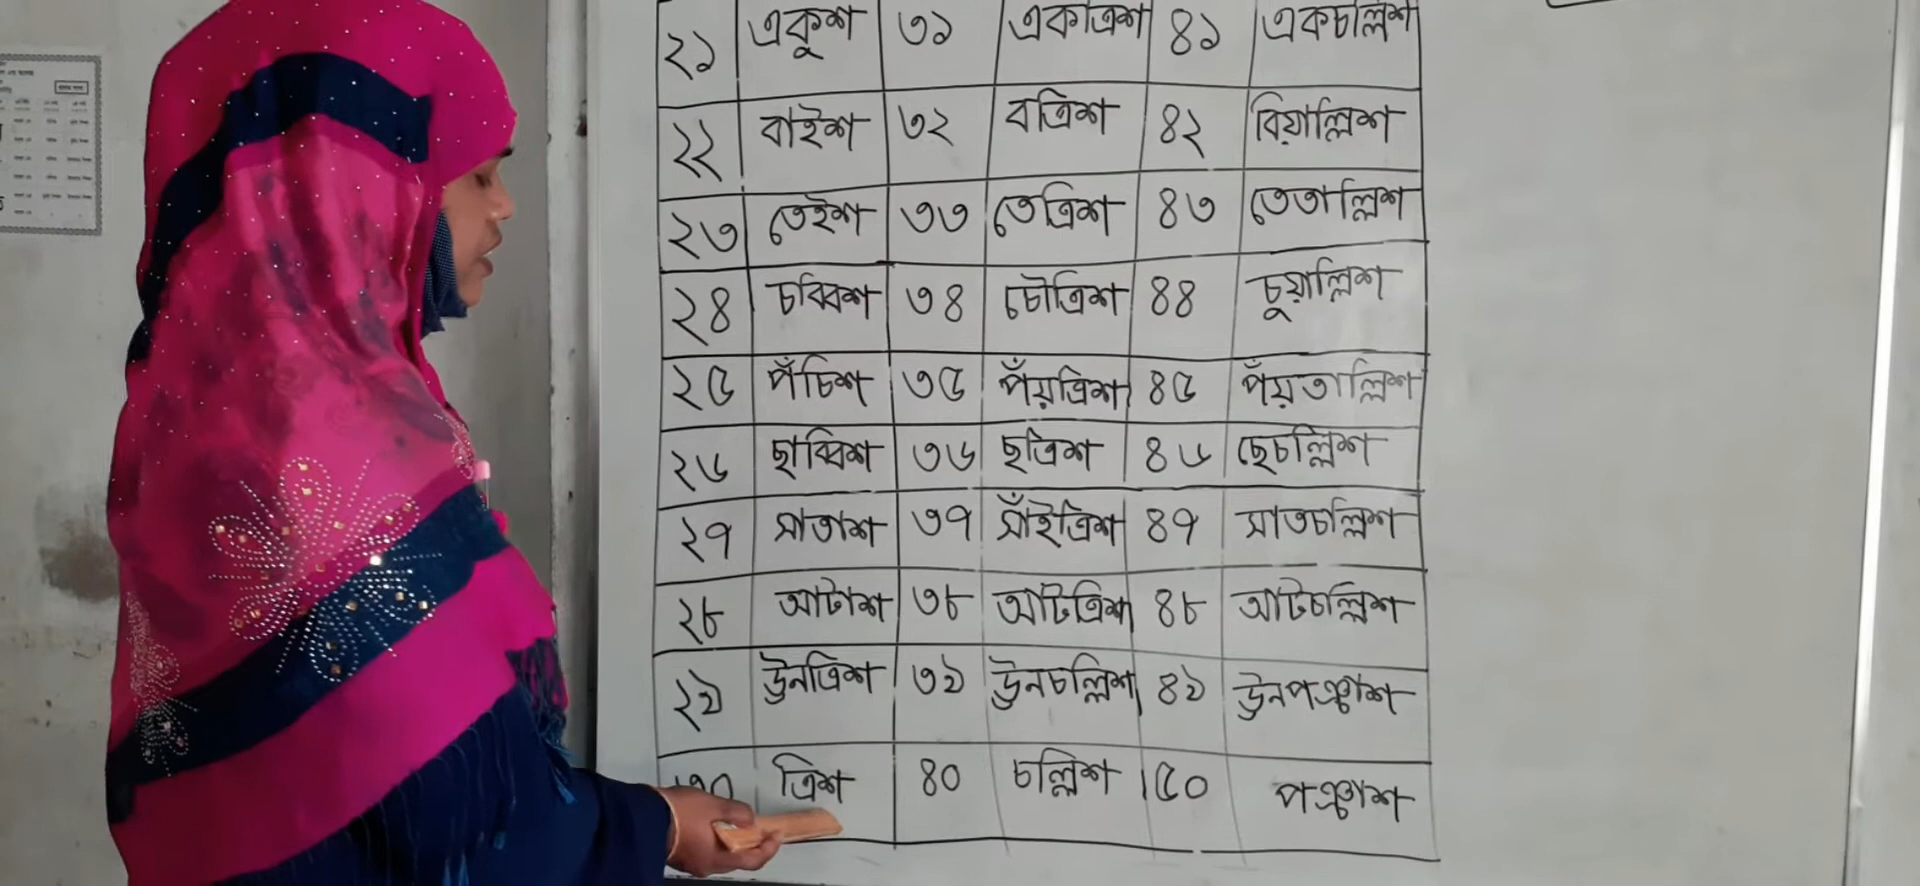 ২১ একুশ ৩১ একত্রিশ ৪১ একচল্লিশ
২২ বাইশ ৩২ বত্রিশ ৪২ বিয়াল্লিশ
২৩ তেইশ ৩৩ তেত্রিশ ৪৩ তেতাল্লিশ
২৪ চব্বিশ ৩৪ চৌত্রিশ ৪৪ চুয়াল্লিশ
২৫ পঁচিশ ৩৫ পঁয়ত্রিশ ৪৫ পঁয়তাল্লিশ
২৬ ছাব্বিশ ৩৬ ছত্রিশ ৪৬ ছেচল্লিশ
২৭ সাতাশ ৩৭ সাঁইত্রিশ ৪৭ সাতচল্লিশ
২৮ আটাশ ৩৮ আটত্রিশ ৪৮ আটচল্লিশ
২৯ ঊনত্রিশ ৩৯ ঊনচল্লিশ ৪৯ ঊনপঞ্চাশ
৩০ ত্রিশ ৪০ চল্লিশ ৫০ পঞ্চাশ